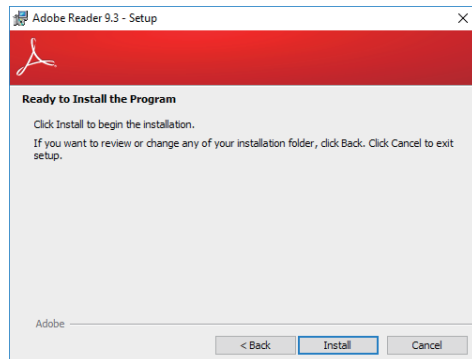 Adobe Reader 9.3 - Setup
Ready to Install the Program
Click Install to begin the installation.
If you want to review or change any of your installation folder, click Back. Click Cancel to exit
setup.
Adobe
< Back Install Cancel